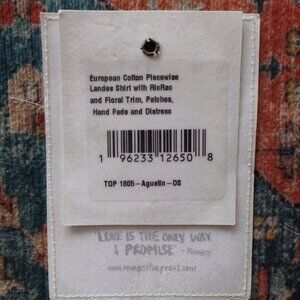 European Cotton Piecewise
Landes Shirt with RicRac
and Floral Trim, Patches,
Hand Fade and Distress
1 96233 12650 8
TOP 1805-Agustin-OS
"LOVE IS THE ONLY WAY
I PROMISE"
www.magnoliapearl.com